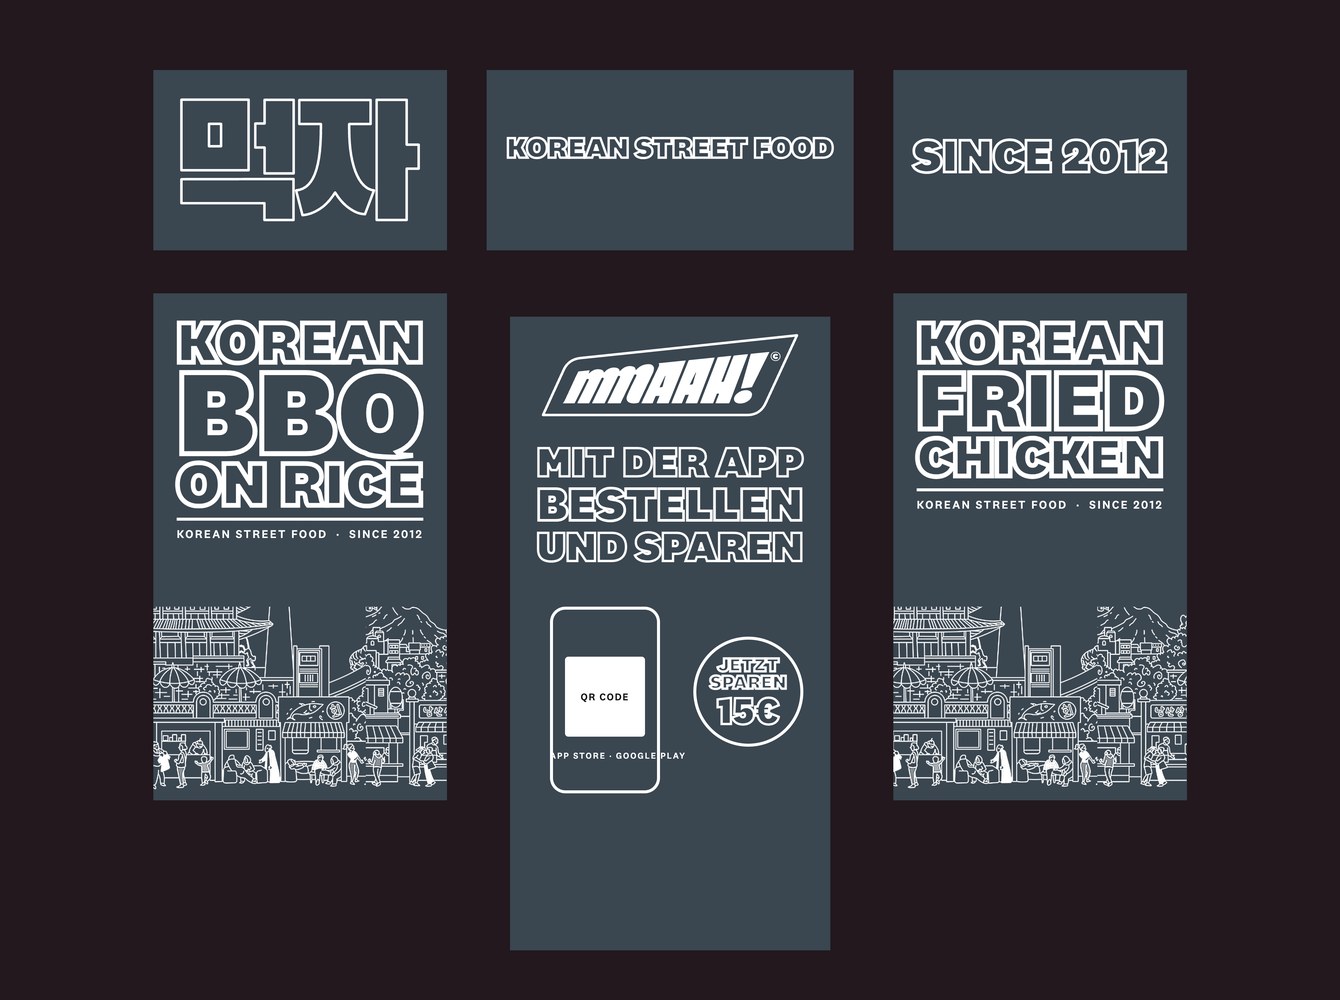 먹자
KOREAN STREET FOOD
SINCE 2012
KOREAN
BBQ
ON RICE
KOREAN STREET FOOD · SINCE 2012
mmAAH!©
MIT DER APP
BESTELLEN
UND SPAREN
QR CODE
APP STORE · GOOGLE PLAY
JETZT
SPAREN
15€
KOREAN
FRIED
CHICKEN
KOREAN STREET FOOD · SINCE 2012